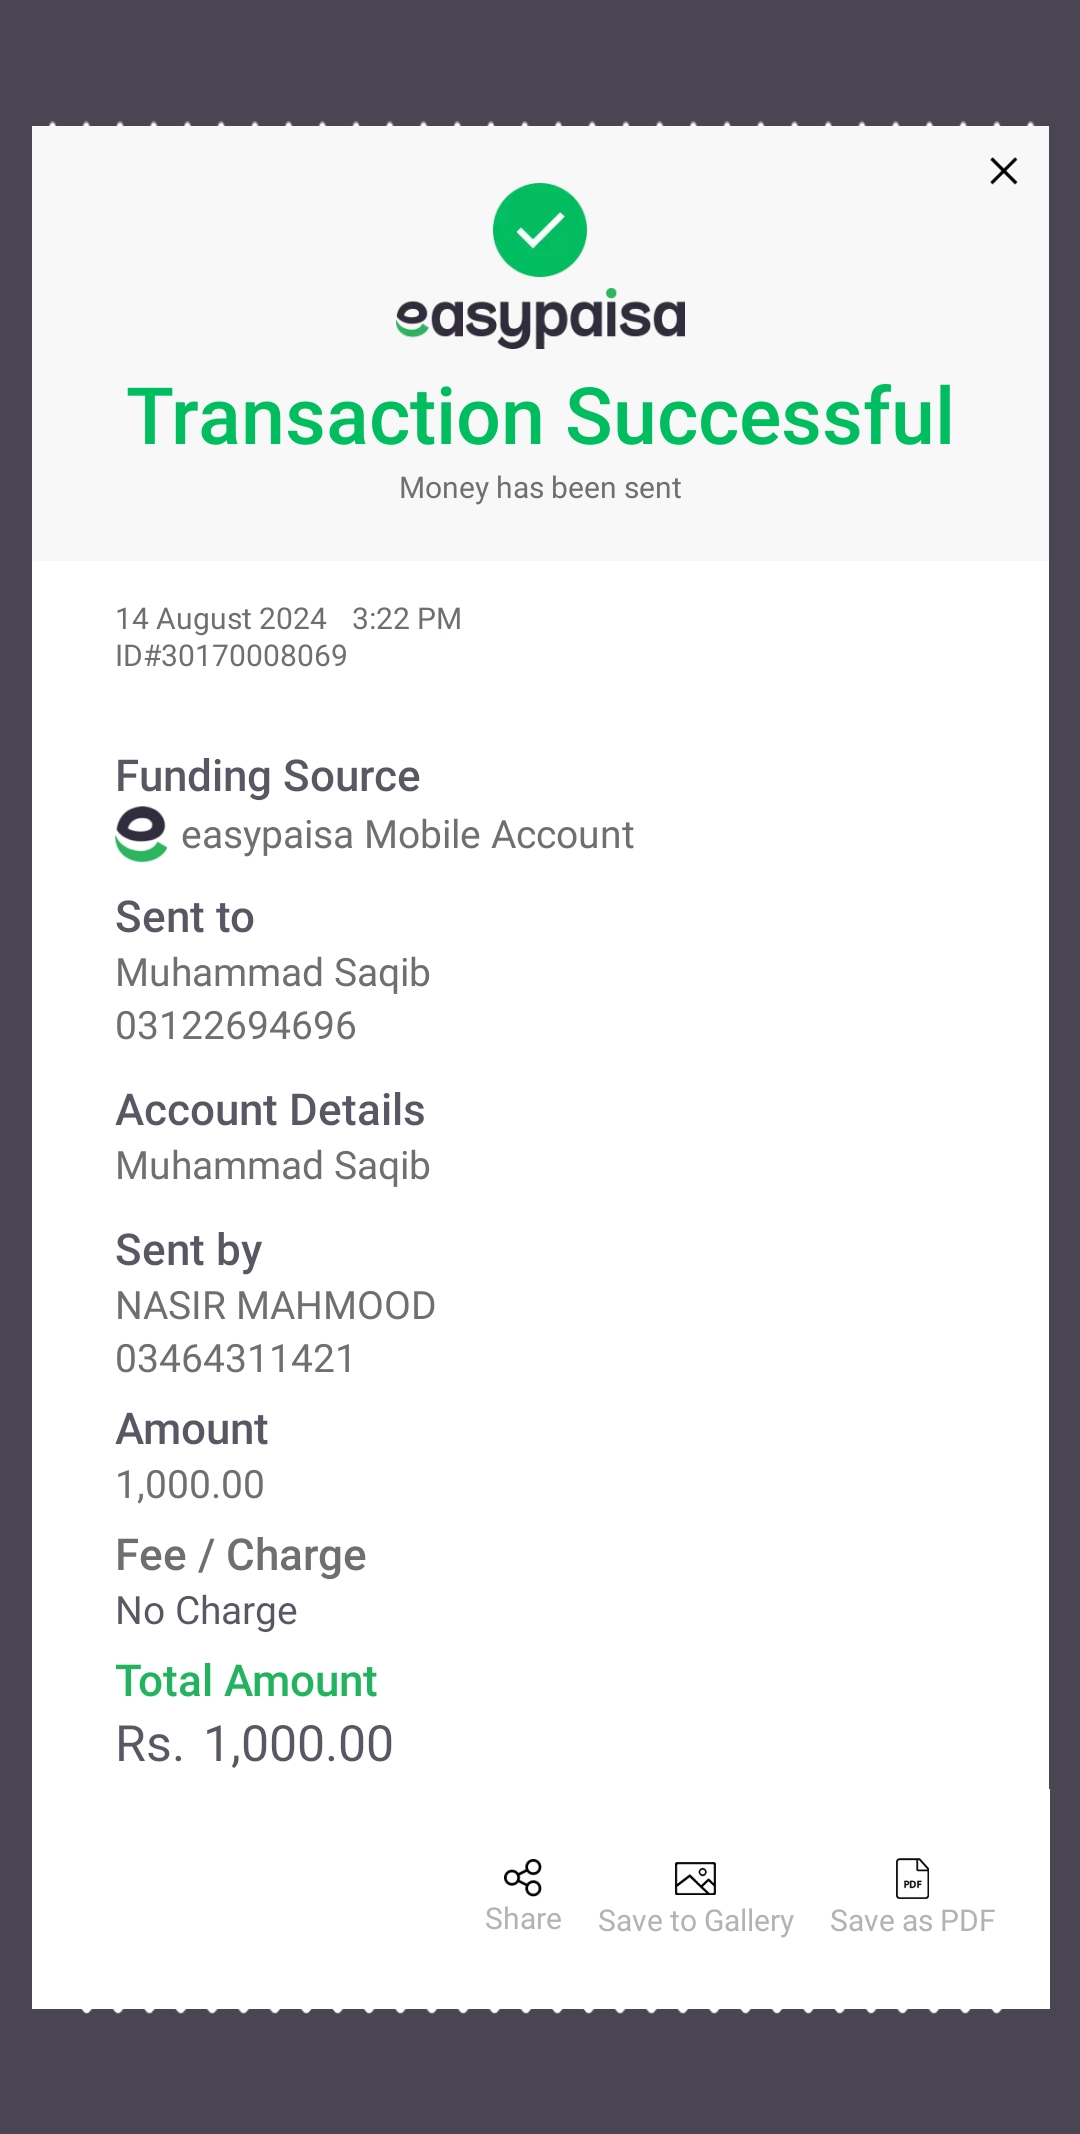 easypaisa
Transaction Successful
Money has been sent
14 August 2024 3:22 PM
ID#30170008069
Funding Source
easypaisa Mobile Account
Sent to
Muhammad Saqib
03122694696
Account Details
Muhammad Saqib
Sent by
NASIR MAHMOOD
03464311421
Amount
1,000.00
Fee / Charge
No Charge
Total Amount
Rs. 1,000.00
PDF
Share Save to Gallery Save as PDF